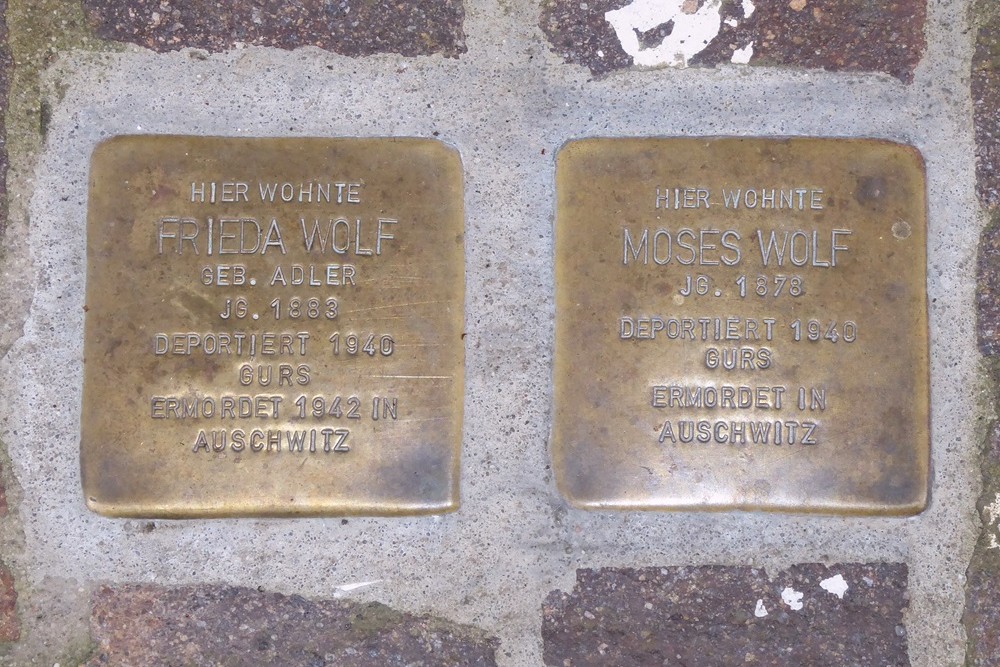 HIER WOHNTE
FRIEDA WOLF
GEB. ADLER
JG. 1883
DEPORTIERT 1940
GURS
ERMORDET 1942 IN
AUSCHWITZ
HIER WOHNTE
MOSES WOLF
JG. 1878
DEPORTIERT 1940
GURS
ERMORDET IN
AUSCHWITZ